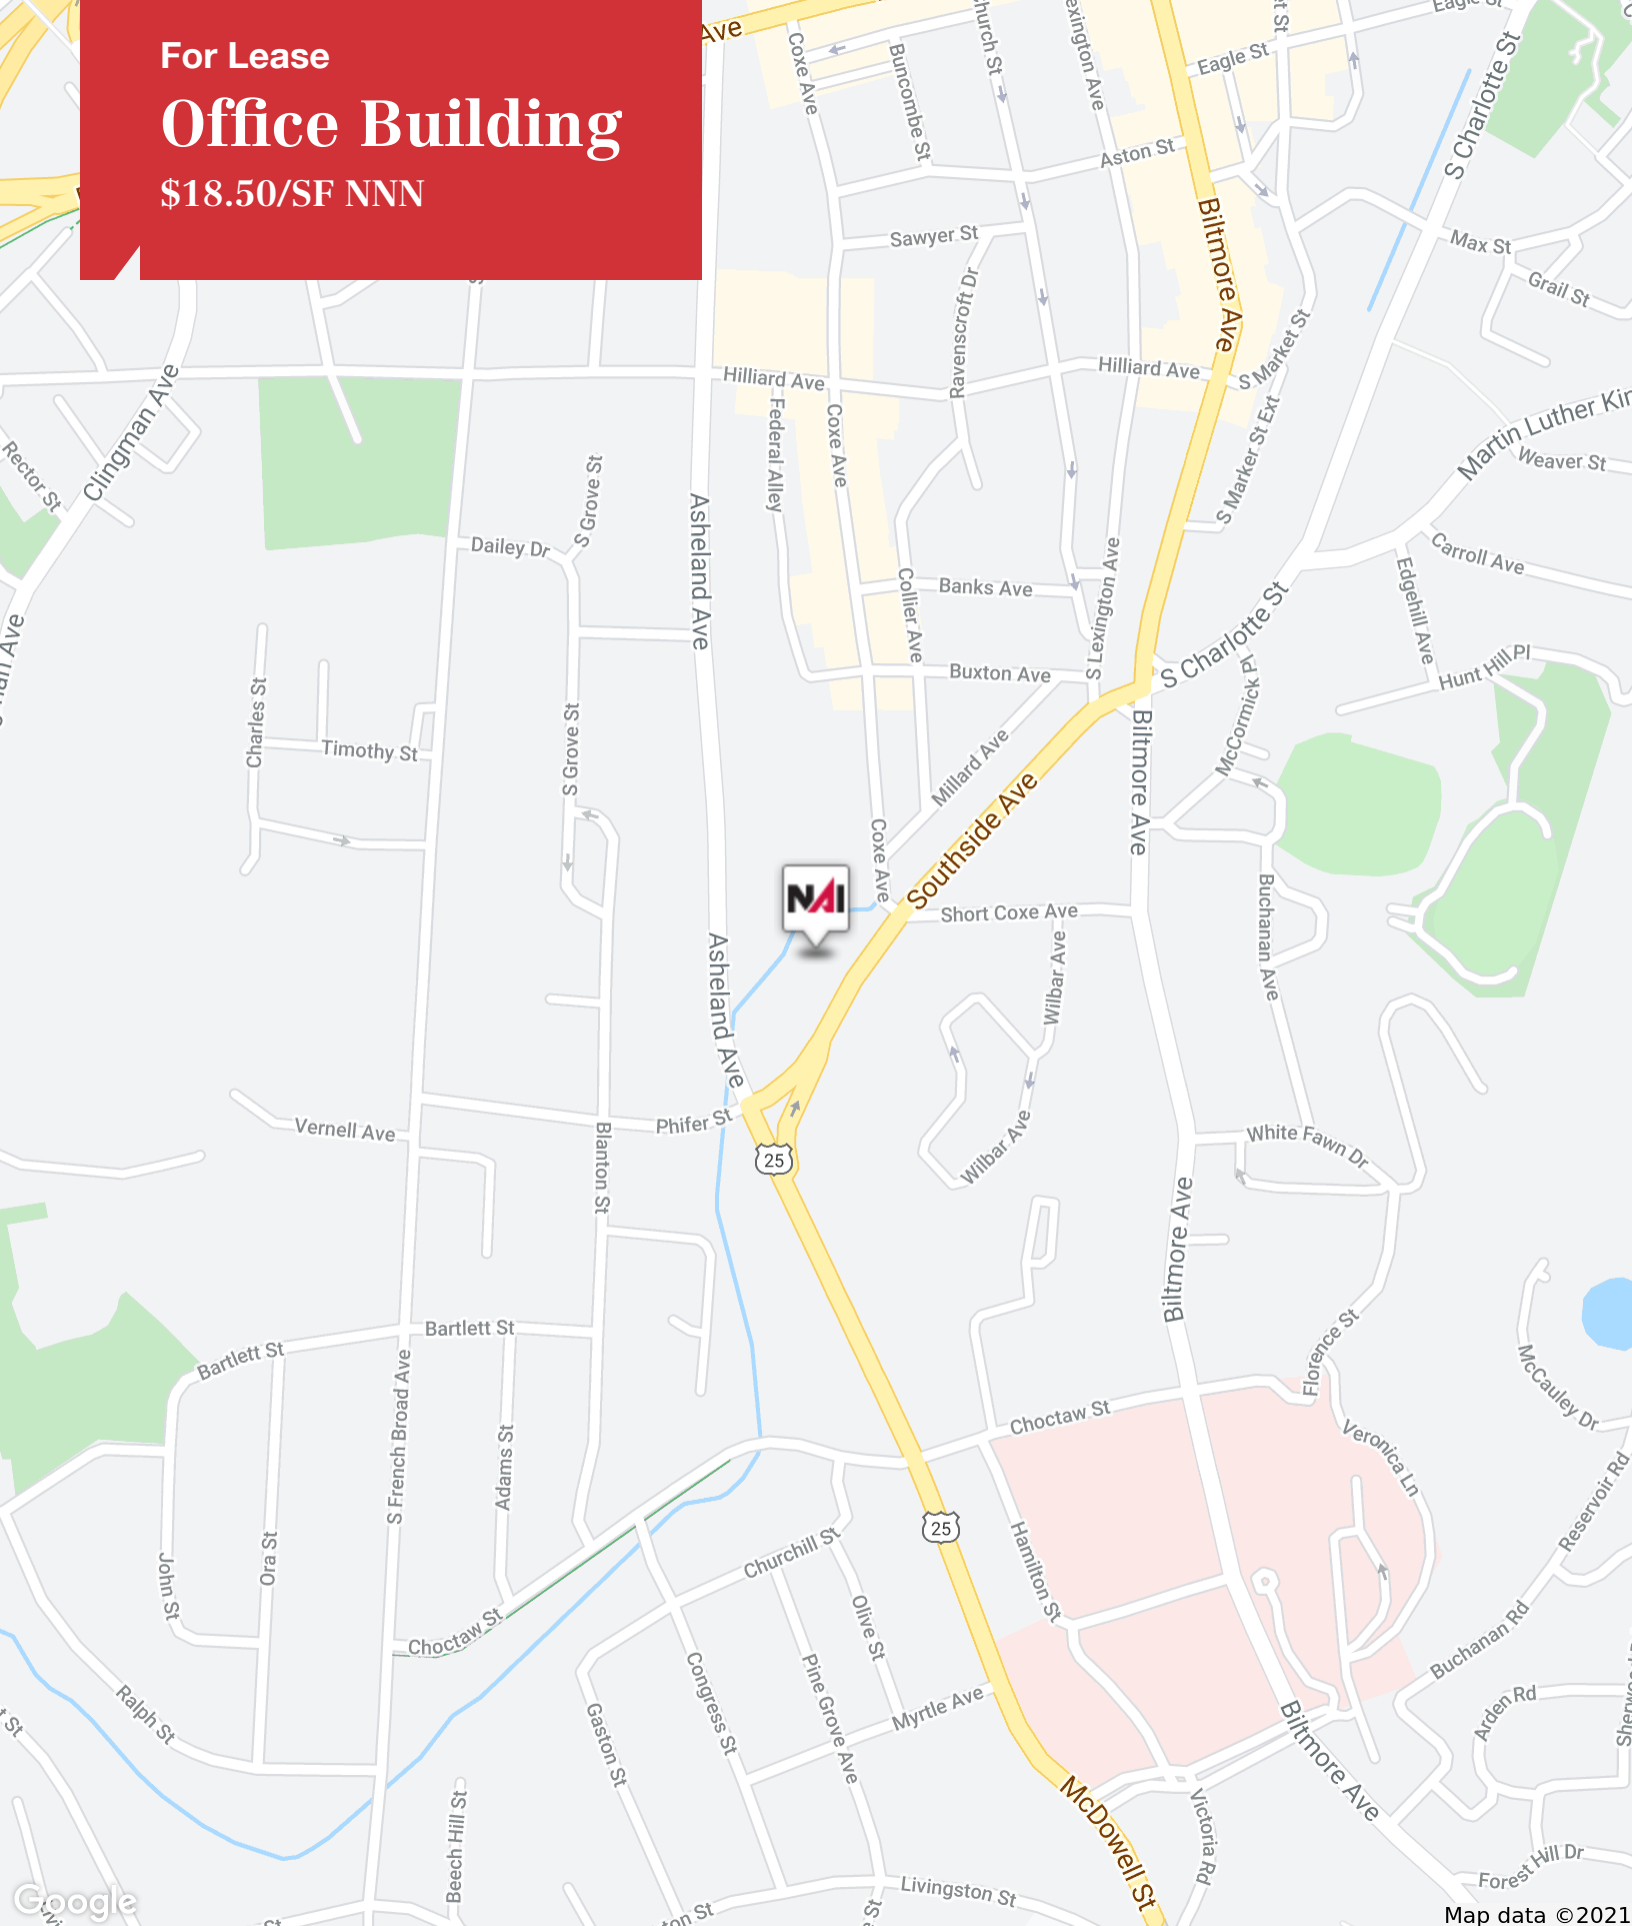 For Lease
Office Building
$18.50/SF NNN
Ave
Coxe Ave
Buncombe St
Church St
Lexington Ave
Eagle St
Eagle St
S Charlotte St
Aston St
Biltmore Ave
Sawyer St
Max St
Grail St
Ravenscroft Dr
S Market St
Hilliard Ave
Hilliard Ave
Clingman Ave
Rector St
Federal Alley
Coxe Ave
S Marker St Ext
Martin Luther Kin
Weaver St
S Grove St
Dailey Dr
Asheland Ave
Carroll Ave
Edgehill Ave
Banks Ave
Collier Ave
S Lexington Ave
S Charlotte St
Buxton Ave
Hunt Hill Pl
McCormick Pl
Charles St
Timothy St
S Grove St
Millard Ave
Biltmore Ave
Southside Ave
Coxe Ave
NAI
Short Coxe Ave
Buchanan Ave
Wilbar Ave
Asheland Ave
Phifer St
Vernell Ave
Blanton St
25
Wilbar Ave
White Fawn Dr
Biltmore Ave
Bartlett St
Bartlett St
Florence St
McCauley Dr
S French Broad Ave
Adams St
Choctaw St
Veronica Ln
Reservoir Rd
25
Hamilton St
Churchill St
Olive St
John St
Ora St
Choctaw St
Congress St
Pine Grove Ave
Myrtle Ave
Buchanan Rd
Arden Rd
Ralph St
Gaston St
Biltmore Ave
McDowell St
Victoria Rd
Beech Hill St
Forest Hill Dr
Livingston St
Google
Map data ©2021